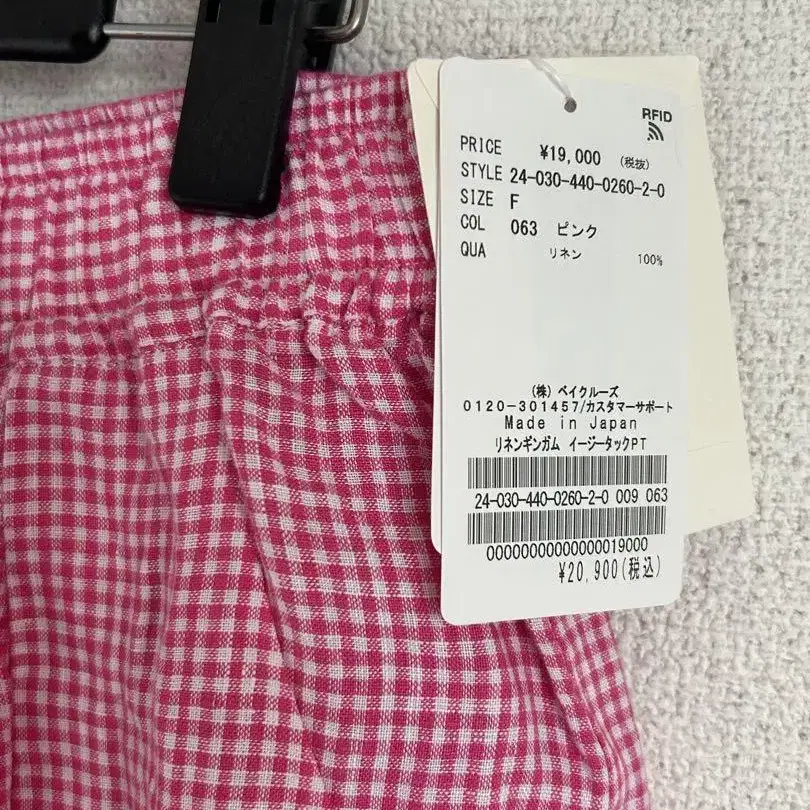 RFID
PRICE ¥19,000 (税抜)
STYLE 24-030-440-0260-2-0
SIZE F
COL 063 ピンク
QUA リネン 100%
(株) ベイクルーズ
0120-301457/カスタマーサポート
Made in Japan
リネンギンガム イージータックPT
24-030-440-0260-2-0 009 063
00000000000000019000
¥20,900(税込)